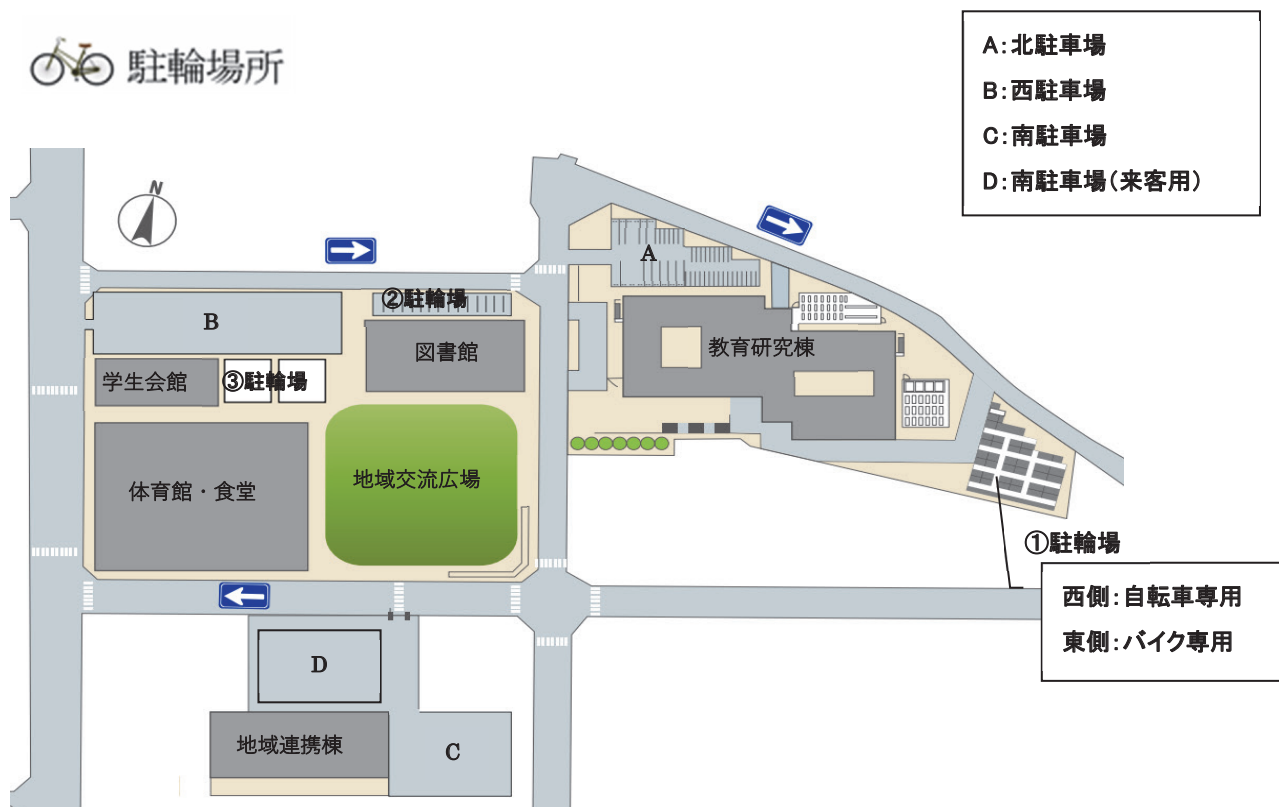 駐輪場所
A:北駐車場
B:西駐車場
C:南駐車場
D:南駐車場(来客用)
N
A
②駐輪場
B
図書館
教育研究棟
学生会館
③駐輪場
体育館・食堂
地域交流広場
①駐輪場
西側:自転車専用
東側:バイク専用
D
地域連携棟
C